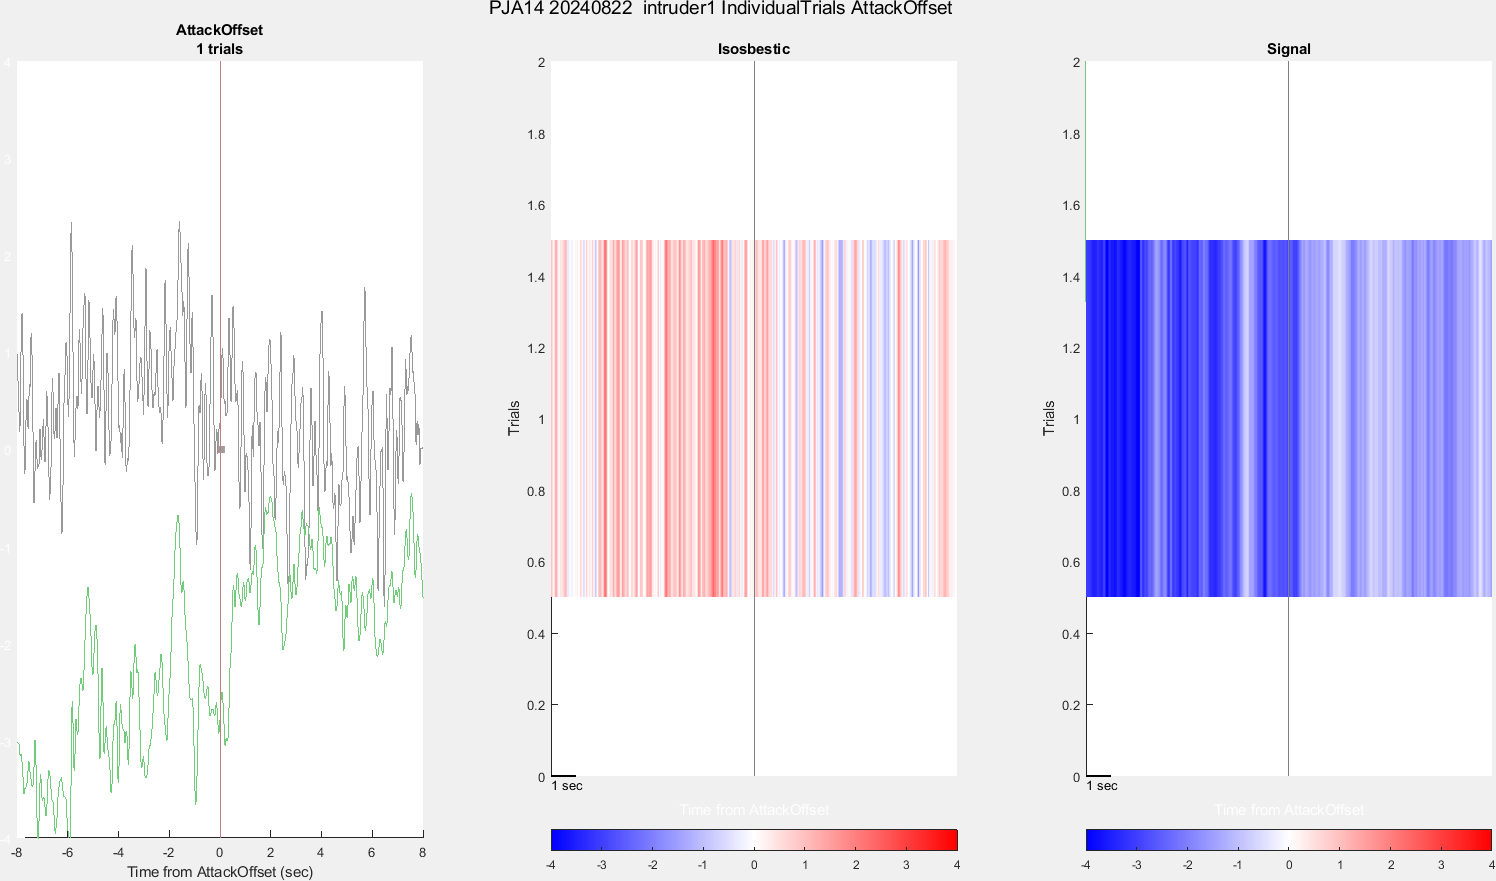 PJA14 20240822  intruder1 IndividualTrials AttackOffset
AttackOffset
1 trials
4
3
2
1
0
-1
-2
-3
-4
-8 -6 -4 -2 0 2 4 6 8
Time from AttackOffset (sec)
Isosbestic
2
1.8
1.6
1.4
1.2
1
0.8
0.6
0.4
0.2
0
Trials
1 sec
Time from AttackOffset
-4 -3 -2 -1 0 1 2 3 4
Signal
2
1.8
1.6
1.4
1.2
1
0.8
0.6
0.4
0.2
0
Trials
1 sec
Time from AttackOffset
-4 -3 -2 -1 0 1 2 3 4